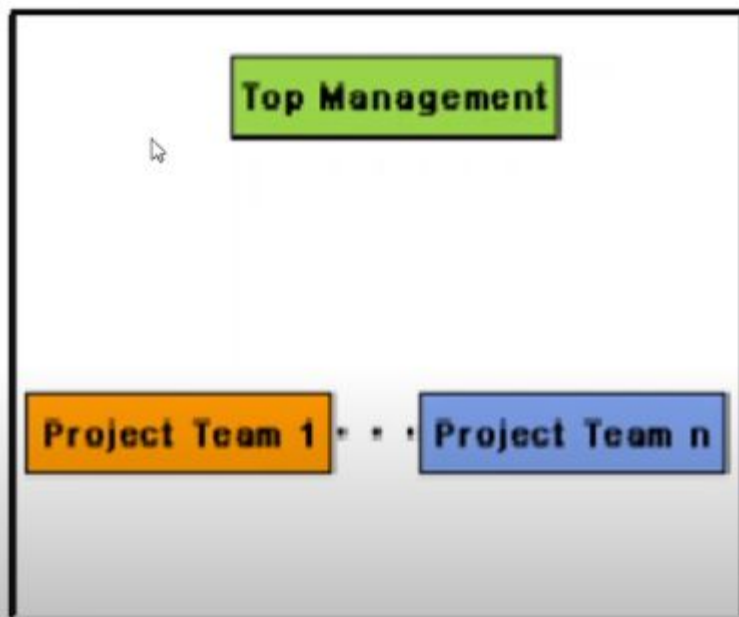 Top Management
Project Team 1 . . . Project Team n